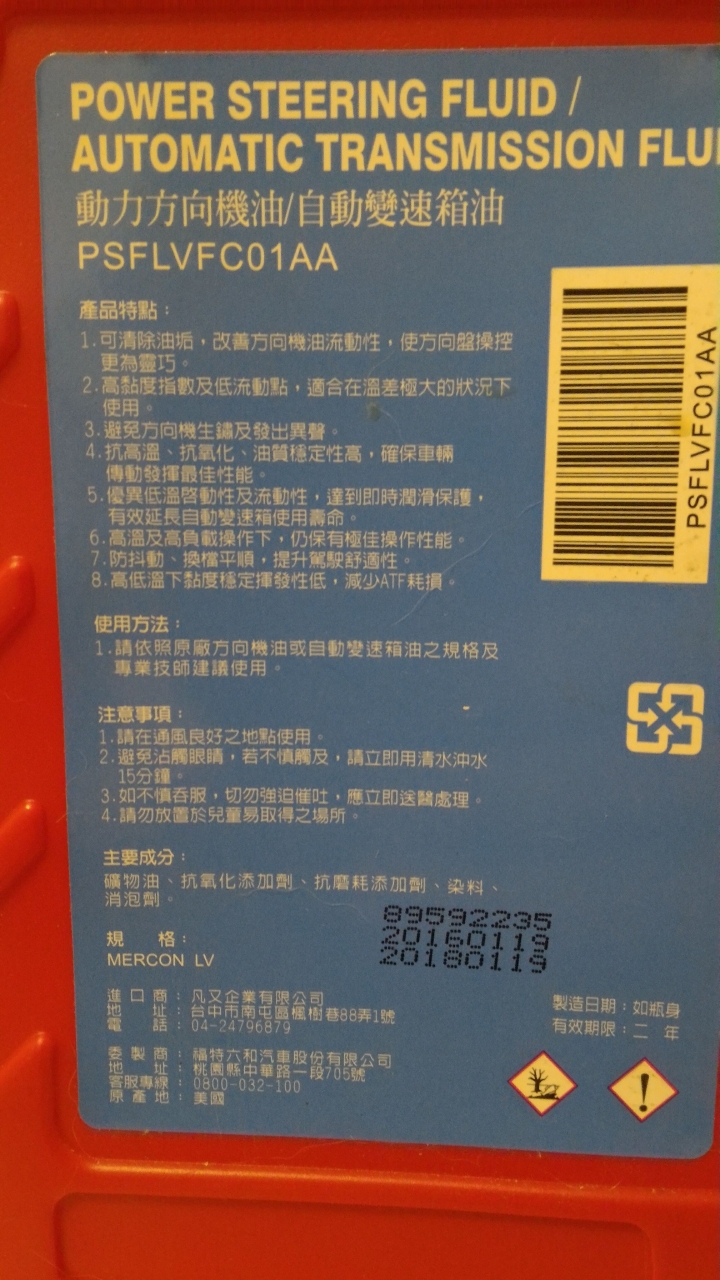 POWER STEERING FLUID /
AUTOMATIC TRANSMISSION FLUI
動力方向機油/自動變速箱油
PSFLVFC01AA
產品特點：
1.可清除油垢，改善方向機油流動性，使方向盤操控
更為靈巧。
2.高黏度指數及低流動點，適合在溫差極大的狀況下
使用。
3.避免方向機生鏽及發出異聲。
4.抗高溫、抗氧化、油質穩定性高，確保車輛
傳動發揮最佳性能。
5.優異低溫啓動性及流動性，達到即時潤滑保護，
有效延長自動變速箱使用壽命。
6.高溫及高負載操作下，仍保有極佳操作性能。
7.防抖動、換檔平順，提升駕駛舒適性。
8.高低溫下黏度穩定揮發性低，減少ATF耗損。
PSFLVFC01AA
使用方法：
1.請依照原廠方向機油或自動變速箱油之規格及
專業技師建議使用。
注意事項：
1.請在通風良好之地點使用。
2.避免沾觸眼睛，若不慎觸及，請立即用清水沖水
15分鐘。
3.如不慎吞服，切勿強迫催吐，應立即送醫處理。
4.請勿放置於兒童易取得之場所。
主要成分：
礦物油、抗氧化添加劑、抗磨耗添加劑、染料、
消泡劑。
規 格：
MERCON LV
89592235
20160119
20180119
進口商：凡又企業有限公司
地 址：台中市南屯區楓樹巷88弄1號
電 話：04-24796879
製造日期：如瓶身
有效期限：二 年
委製商：福特六和汽車股份有限公司
地 址：桃園縣中華路一段705號
客服專線：0800-032-100
原產地：美國